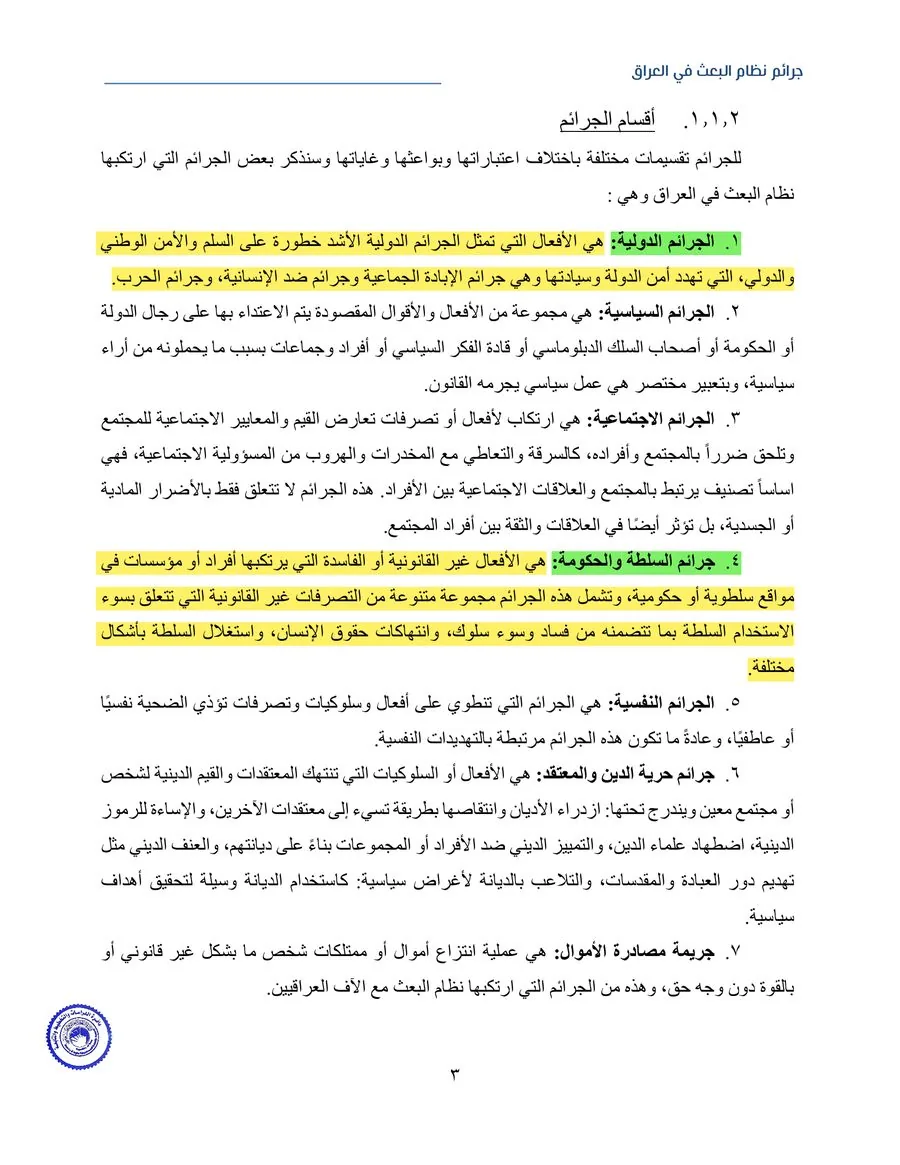 جرائم نظام البعث في العراق
١,١,٢. أقسام الجرائم
للجرائم تقسيمات مختلفة باختلاف اعتباراتها وبواعثها وغاياتها وسنذكر بعض الجرائم التي ارتكبها
نظام البعث في العراق وهي :
١. الجرائم الدولية: هي الأفعال التي تمثل الجرائم الدولية الأشد خطورة على السلم والأمن الوطني
والدولي، التي تهدد أمن الدولة وسيادتها وهي جرائم الإبادة الجماعية وجرائم ضد الإنسانية، وجرائم الحرب.
٢. الجرائم السياسية: هي مجموعة من الأفعال والأقوال المقصودة يتم الاعتداء بها على رجال الدولة
أو الحكومة أو أصحاب السلك الدبلوماسي أو قادة الفكر السياسي أو أفراد وجماعات بسبب ما يحملونه من أراء
سياسية، وبتعبير مختصر هي عمل سياسي يجرمه القانون.
٣. الجرائم الاجتماعية: هي ارتكاب لأفعال أو تصرفات تعارض القيم والمعايير الاجتماعية للمجتمع
وتلحق ضرراً بالمجتمع وأفراده، كالسرقة والتعاطي مع المخدرات والهروب من المسؤولية الاجتماعية، فهي
اساساً تصنيف يرتبط بالمجتمع والعلاقات الاجتماعية بين الأفراد. هذه الجرائم لا تتعلق فقط بالأضرار المادية
أو الجسدية، بل تؤثر أيضًا في العلاقات والثقة بين أفراد المجتمع.
٤. جرائم السلطة والحكومة: هي الأفعال غير القانونية أو الفاسدة التي يرتكبها أفراد أو مؤسسات في
مواقع سلطوية أو حكومية، وتشمل هذه الجرائم مجموعة متنوعة من التصرفات غير القانونية التي تتعلق بسوء
الاستخدام السلطة بما تتضمنه من فساد وسوء سلوك، وانتهاكات حقوق الإنسان، واستغلال السلطة بأشكال
مختلفة.
٥. الجرائم النفسية: هي الجرائم التي تنطوي على أفعال وسلوكيات وتصرفات تؤذي الضحية نفسيًا
أو عاطفيًا، وعادةً ما تكون هذه الجرائم مرتبطة بالتهديدات النفسية.
٦. جرائم حرية الدين والمعتقد: هي الأفعال أو السلوكيات التي تنتهك المعتقدات والقيم الدينية لشخص
أو مجتمع معين ويندرج تحتها: ازدراء الأديان وانتقاصها بطريقة تسيء إلى معتقدات الآخرين، والإساءة للرموز
الدينية، اضطهاد علماء الدين، والتمييز الديني ضد الأفراد أو المجموعات بناءً على ديانتهم، والعنف الديني مثل
تهديم دور العبادة والمقدسات، والتلاعب بالديانة لأغراض سياسية: كاستخدام الديانة وسيلة لتحقيق أهداف
سياسية.
٧. جريمة مصادرة الأموال: هي عملية انتزاع أموال أو ممتلكات شخص ما بشكل غير قانوني أو
بالقوة دون وجه حق، وهذه من الجرائم التي ارتكبها نظام البعث مع الآف العراقيين.
٣